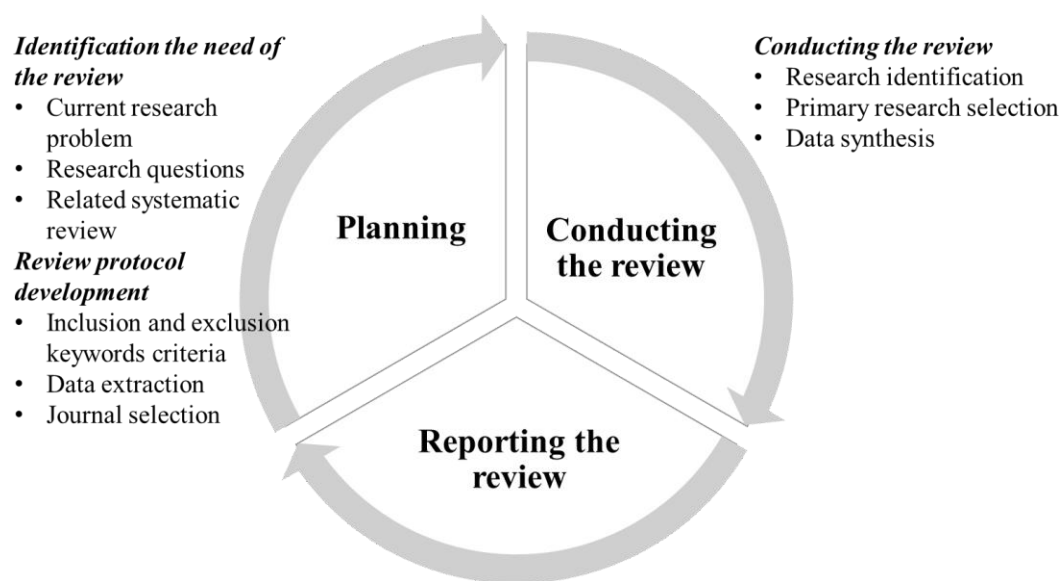 Identification the need of
the review
• Current research
problem
• Research questions
• Related systematic
review
Review protocol
development
• Inclusion and exclusion
keywords criteria
• Data extraction
• Journal selection
Planning
Conducting
the review
Reporting the
review
Conducting the review
• Research identification
• Primary research selection
• Data synthesis